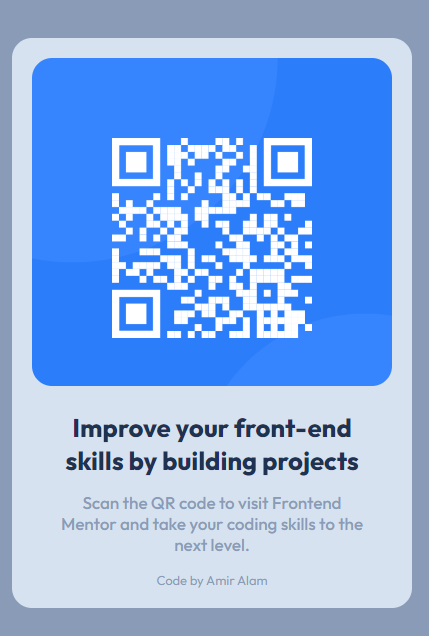 Improve your front-end
skills by building projects
Scan the QR code to visit Frontend
Mentor and take your coding skills to the
next level.
Code by Amir Alam